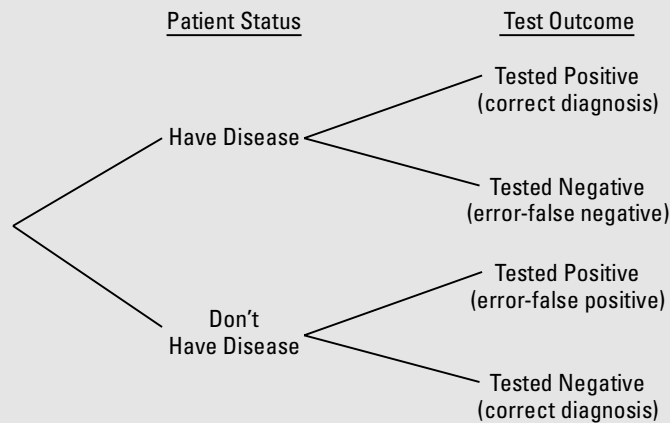 Patient Status
Test Outcome
Tested Positive
(correct diagnosis)
Have Disease
Tested Negative
(error-false negative)
Tested Positive
(error-false positive)
Don't
Have Disease
Tested Negative
(correct diagnosis)